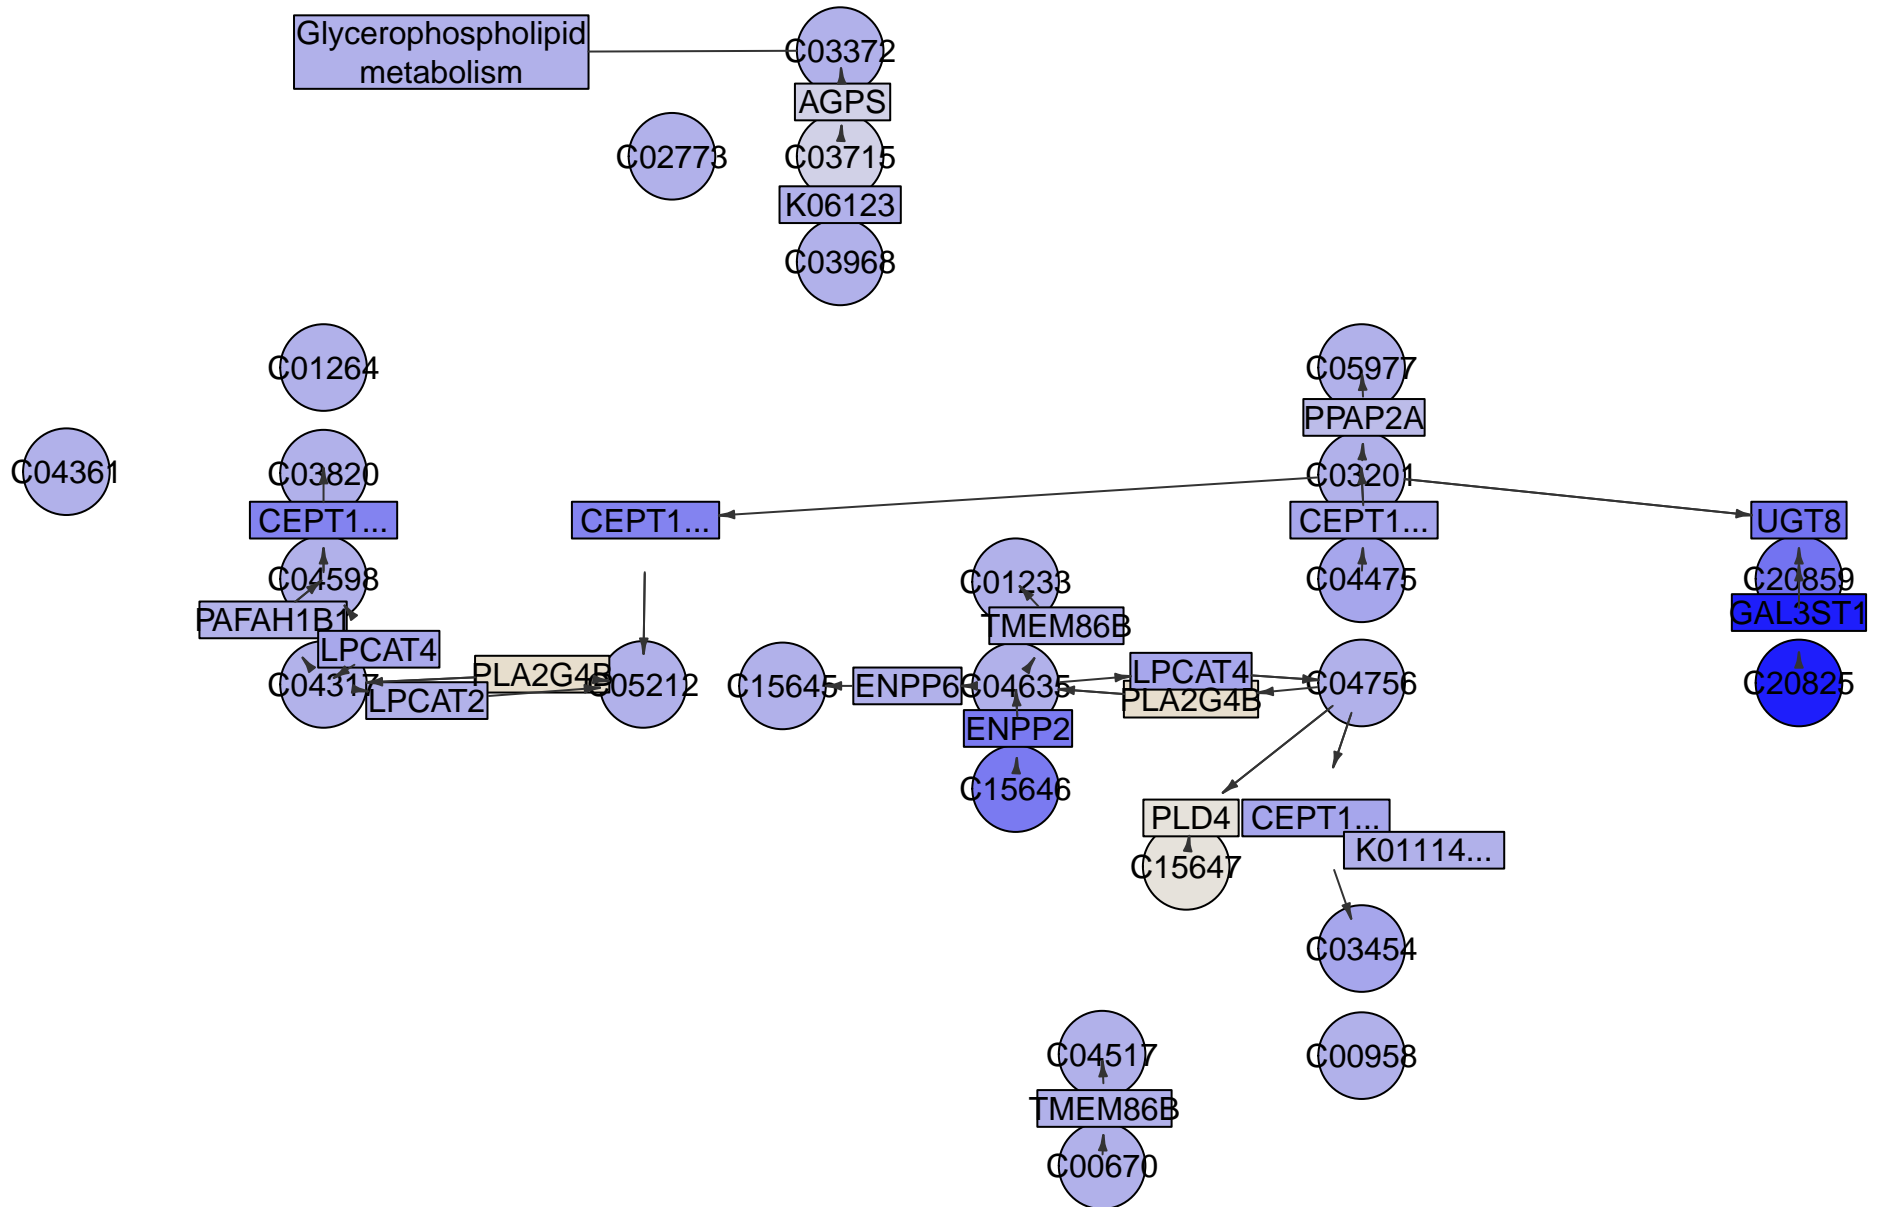 Glycerophospholipid
metabolism
C03372
AGPS
C02773
C03715
K06123
C03968
C01264
C05977
PPAP2A
C04361
C03820
C03201
CEPT1...
CEPT1...
CEPT1...
UGT8
C04598
C01233
C04475
C20859
PAFAH1B1
TMEM86B
GAL3ST1
LPCAT4
C04317
PLA2G4B
LPCAT2
C05212
C15645
ENPP6
C04635
LPCAT4
PLA2G4B
C04756
C20825
ENPP2
C15646
PLD4
CEPT1...
K01114...
C15647
C03454
C04517
C00958
TMEM86B
C00670